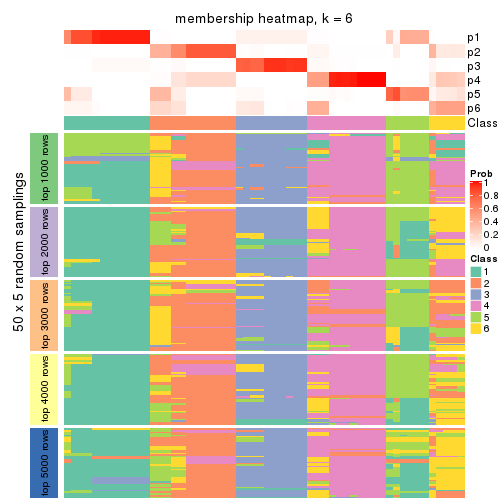 membership heatmap, k = 6
p1
p2
p3
p4
p5
p6
Class
50 x 5 random samplings
top 1000 rows
top 2000 rows
top 3000 rows
top 4000 rows
top 5000 rows
Prob
1
0.8
0.6
0.4
0.2
0
Class
1
2
3
4
5
6